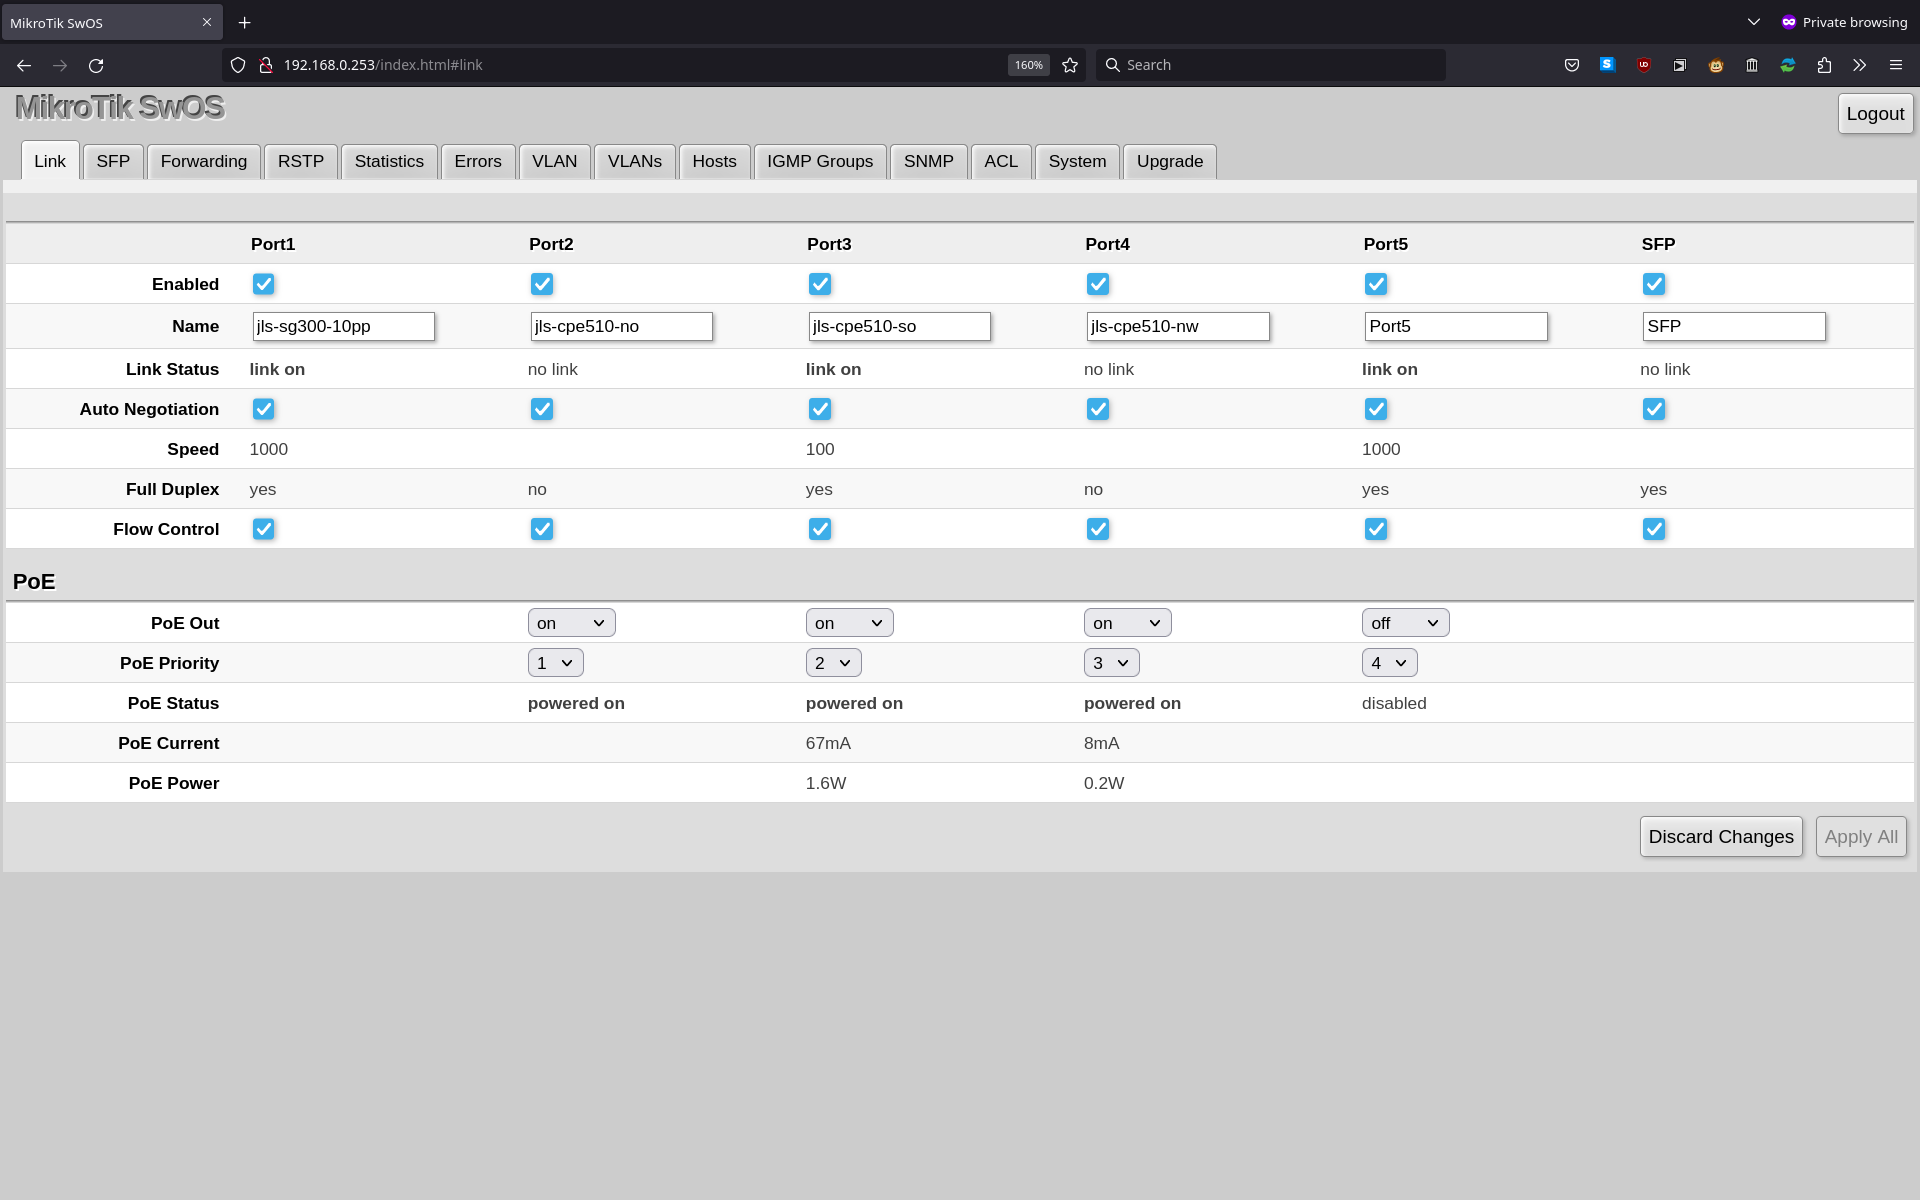 MikroTik SwOS
Private browsing
192.168.0.253/index.html#link
160%
Search
MikroTik SwOS
Logout
Link SFP Forwarding RSTP Statistics Errors VLAN VLANs Hosts IGMP Groups SNMP ACL System Upgrade
Port1 Port2 Port3 Port4 Port5 SFP
Enabled
Name jls-sg300-10pp jls-cpe510-no jls-cpe510-so jls-cpe510-nw Port5 SFP
Link Status link on no link link on no link link on no link
Auto Negotiation
Speed 1000 100 1000
Full Duplex yes no yes no yes yes
Flow Control
PoE
PoE Out on on on off
PoE Priority 1 2 3 4
PoE Status powered on powered on powered on disabled
PoE Current 67mA 8mA
PoE Power 1.6W 0.2W
Discard Changes Apply All